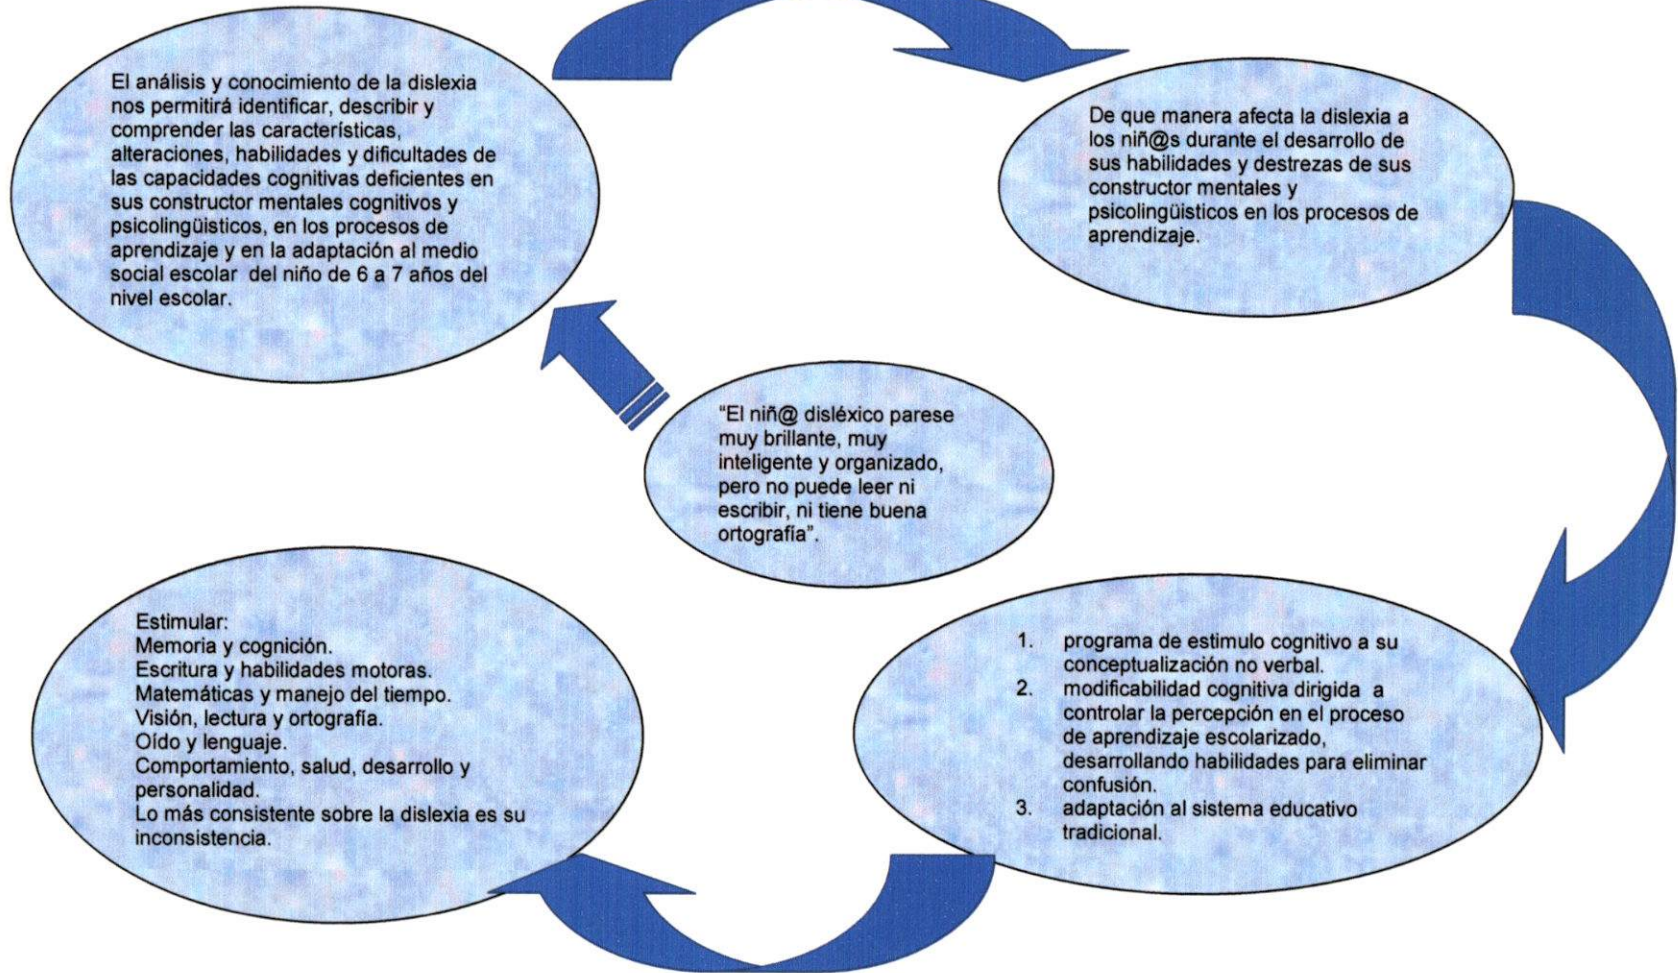 El análisis y conocimiento de la dislexia
nos permitirá identificar, describir y
comprender las características,
alteraciones, habilidades y dificultades de
las capacidades cognitivas deficientes en
sus constructor mentales cognitivos y
psicolingüisticos, en los procesos de
aprendizaje y en la adaptación al medio
social escolar del niño de 6 a 7 años del
nivel escolar.
De que manera afecta la dislexia a
los niñ@s durante el desarrollo de
sus habilidades y destrezas de sus
constructor mentales y
psicolingüisticos en los procesos de
aprendizaje.
“El niñ@ disléxico parese
muy brillante, muy
inteligente y organizado,
pero no puede leer ni
escribir, ni tiene buena
ortografía”.
1. programa de estimulo cognitivo a su
conceptualización no verbal.
2. modificabilidad cognitiva dirigida a
controlar la percepción en el proceso
de aprendizaje escolarizado,
desarrollando habilidades para eliminar
confusión.
3. adaptación al sistema educativo
tradicional.
Estimular:
Memoria y cognición.
Escritura y habilidades motoras.
Matemáticas y manejo del tiempo.
Visión, lectura y ortografía.
Oído y lenguaje.
Comportamiento, salud, desarrollo y
personalidad.
Lo más consistente sobre la dislexia es su
inconsistencia.